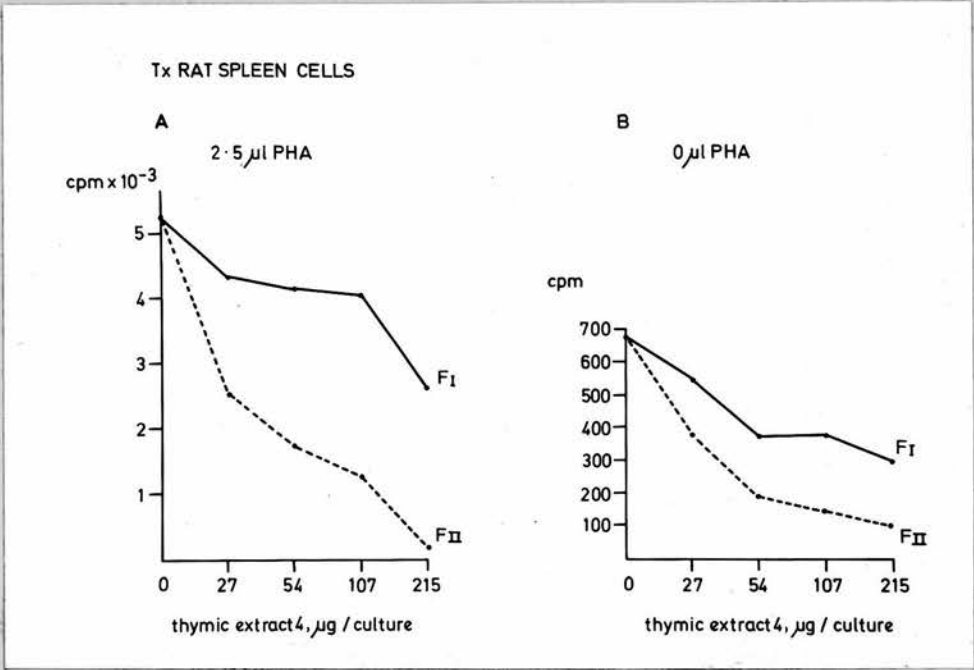 Tx RAT SPLEEN CELLS
A
2·5 µl PHA
cpm x 10⁻³
5
4
3
2
1
FI
FII
0 27 54 107 215
thymic extract 4, µg / culture
B
0 µl PHA
cpm
700
600
500
400
300
200
100
FI
FII
0 27 54 107 215
thymic extract 4, µg / culture